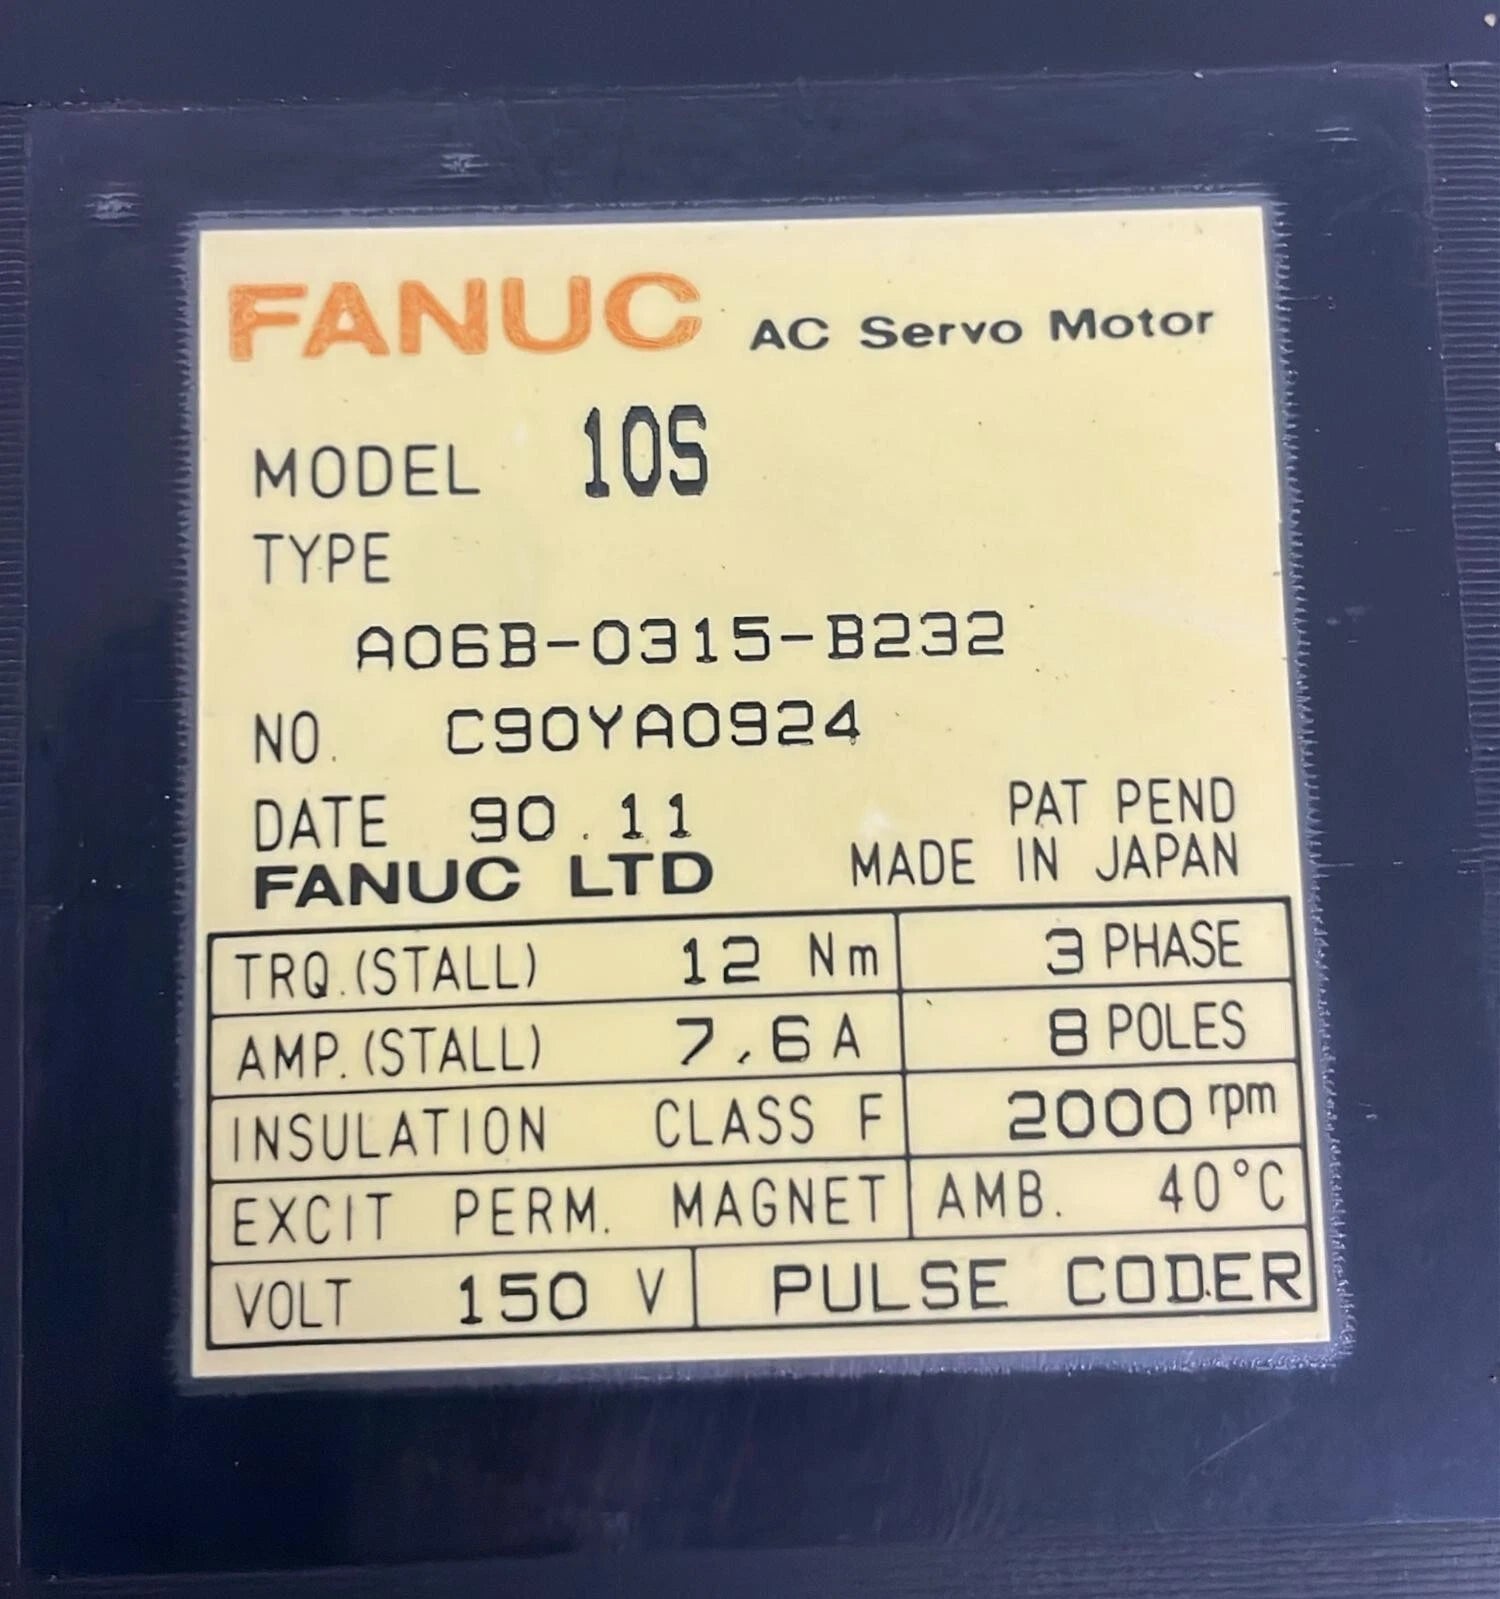 FANUC AC Servo Motor
MODEL 10S
TYPE
A06B-0315-B232
NO. C90YA0924
DATE 90.11
PAT PEND
FANUC LTD MADE IN JAPAN
TRQ.(STALL) 12 Nm 3 PHASE
AMP.(STALL) 7.6 A 8 POLES
INSULATION CLASS F 2000 rpm
EXCIT PERM. MAGNET AMB. 40°C
VOLT 150 V PULSE CODER